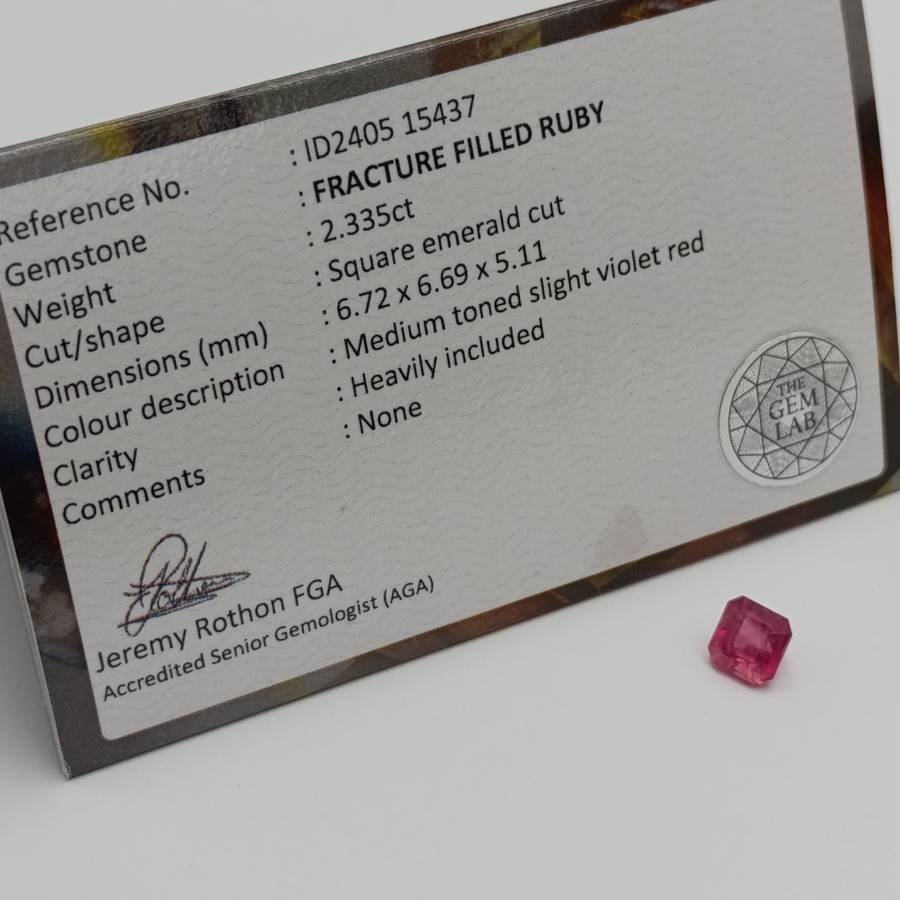 Reference No. : ID2405 15437
Gemstone : FRACTURE FILLED RUBY
Weight : 2.335ct
Cut/shape : Square emerald cut
Dimensions (mm) : 6.72 x 6.69 x 5.11
Colour description : Medium toned slight violet red
Clarity : Heavily included
Comments : None
THE
GEM
LAB
Jeremy Rothon FGA
Accredited Senior Gemologist (AGA)